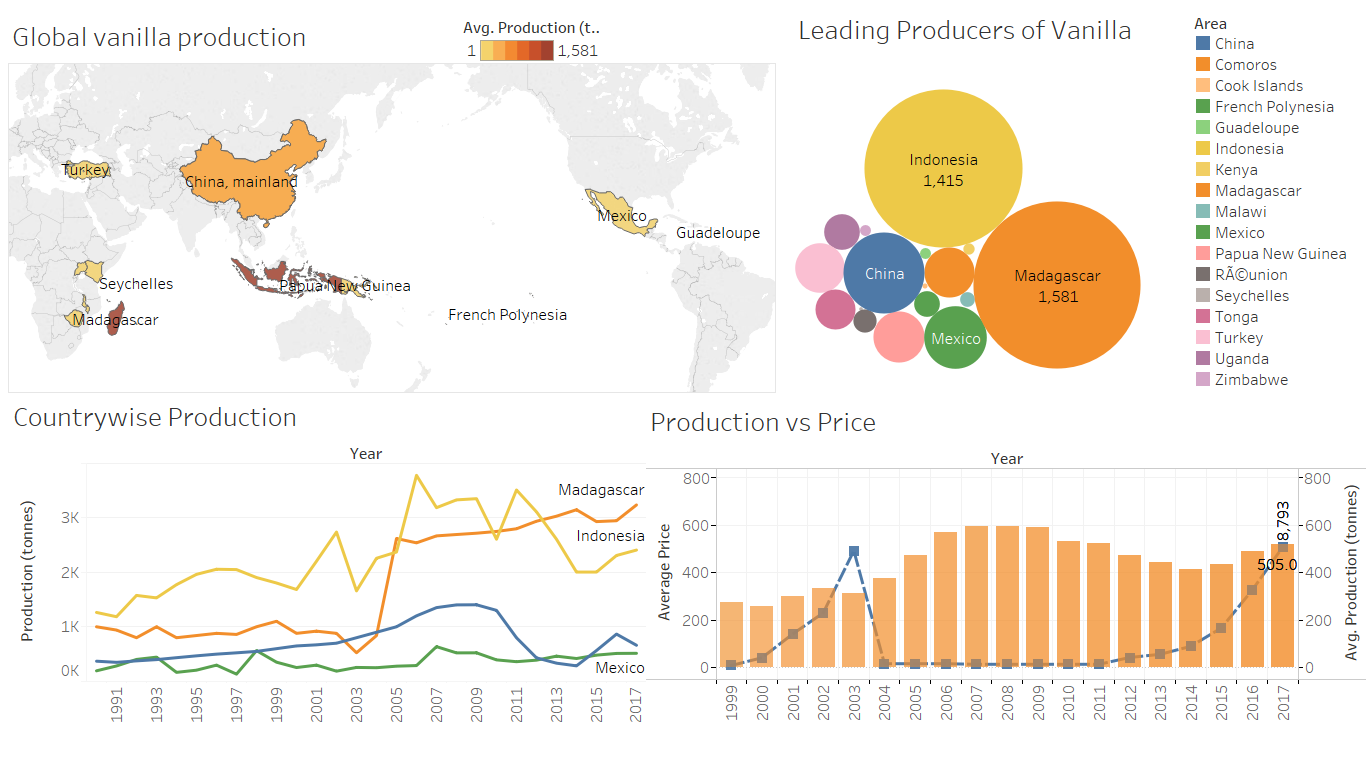 Global vanilla production
Avg. Production (t..
1
1,581
Turkey
China, mainland
Mexico
Guadeloupe
Seychelles
Papua New Guinea
Madagascar
French Polynesia
Leading Producers of Vanilla
Indonesia
1,415
China
Madagascar
1,581
Mexico
Area
China
Comoros
Cook Islands
French Polynesia
Guadeloupe
Indonesia
Kenya
Madagascar
Malawi
Mexico
Papua New Guinea
RÃ©union
Seychelles
Tonga
Turkey
Uganda
Zimbabwe
Countrywise Production
Year
Production (tonnes)
3K
2K
1K
0K
Madagascar
Indonesia
Mexico
1991
1993
1995
1997
1999
2001
2003
2005
2007
2009
2011
2013
2015
2017
Production vs Price
Year
Average Price
800
600
400
200
0
8,793
505.0
800
600
400
200
0
Avg. Production (tonnes)
1999
2000
2001
2002
2003
2004
2005
2006
2007
2008
2009
2010
2011
2012
2013
2014
2015
2016
2017